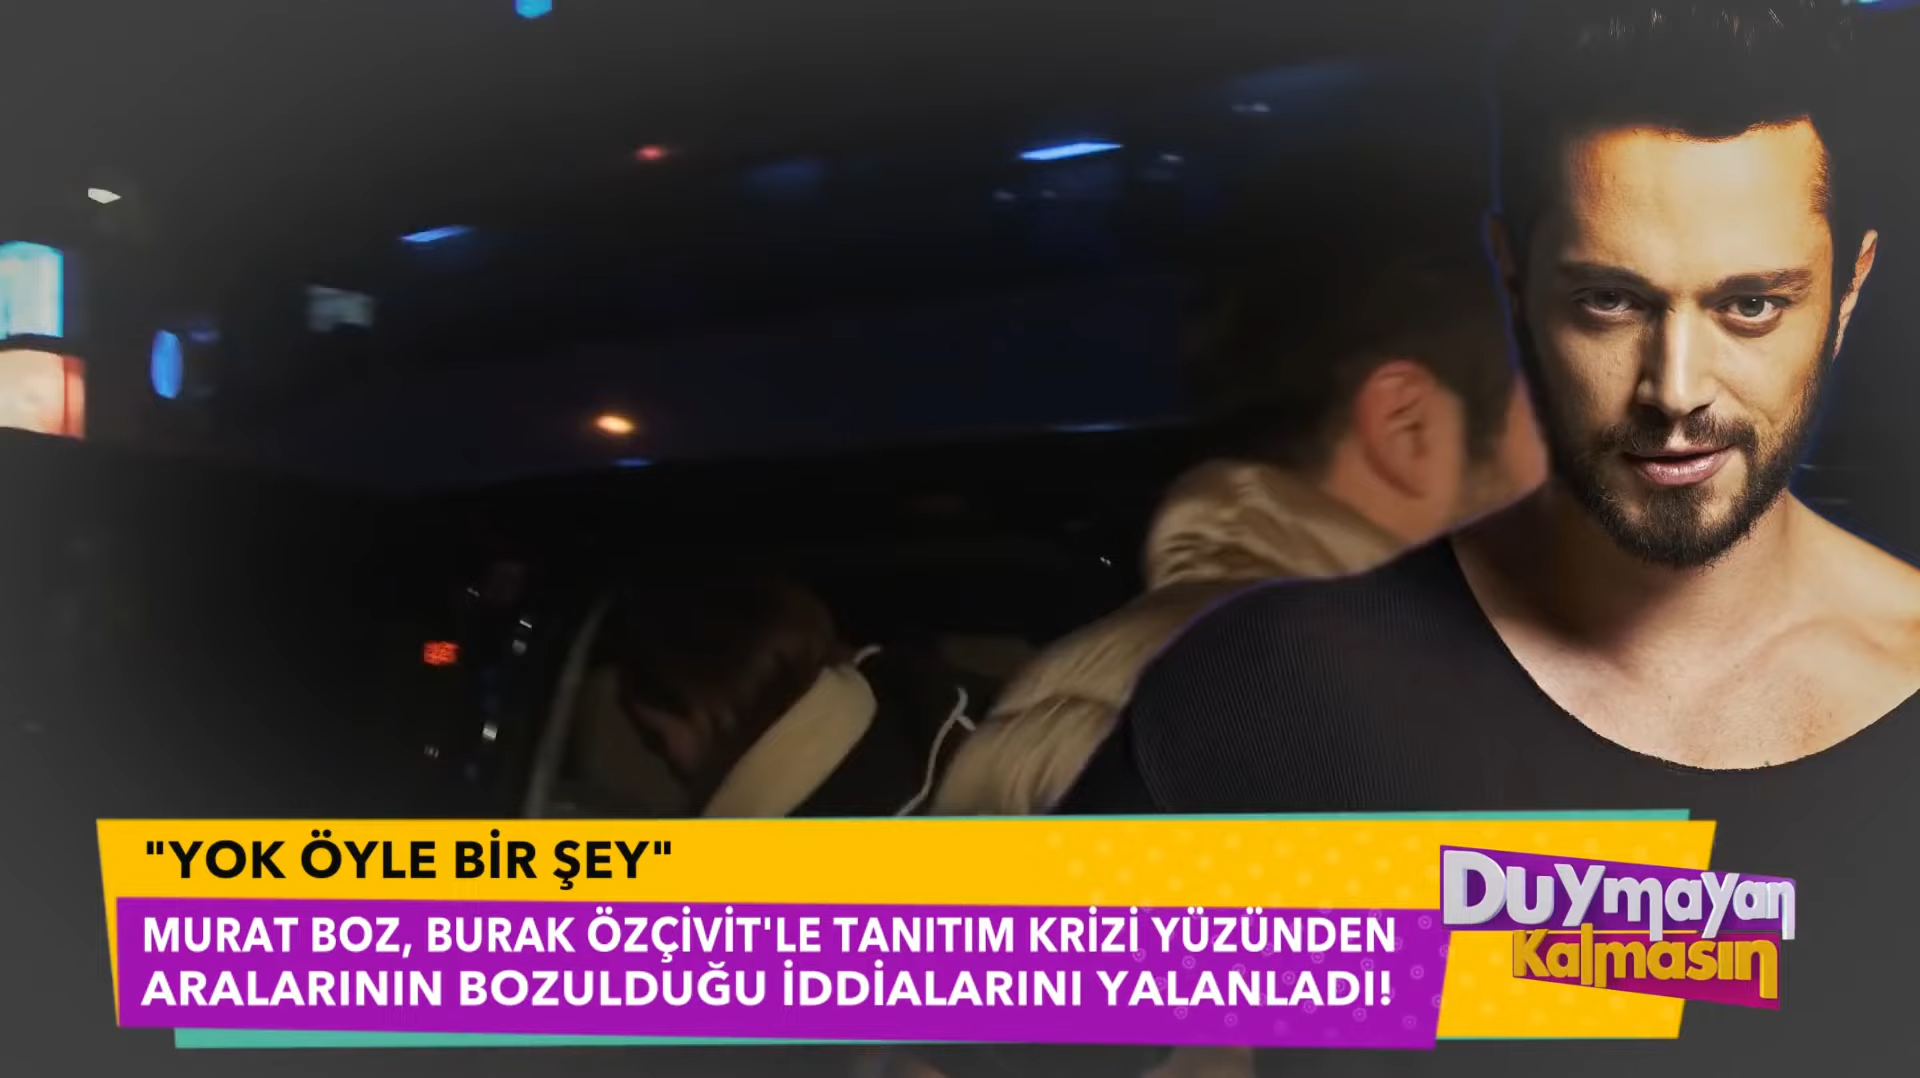 "YOK ÖYLE BİR ŞEY"
MURAT BOZ, BURAK ÖZÇİVİT'LE TANITIM KRİZİ YÜZÜNDEN
ARALARININ BOZULDUĞU İDDİALARINI YALANLADI!
Duymayan
Kalmasın